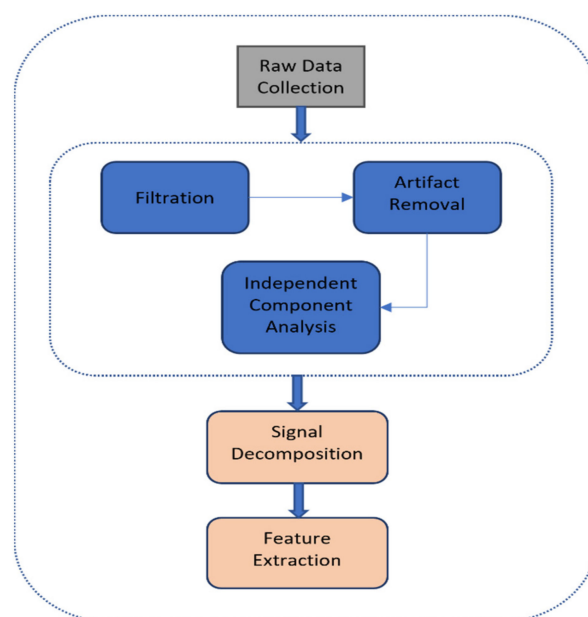 Raw Data
Collection
Filtration
Artifact
Removal
Independent
Component
Analysis
Signal
Decomposition
Feature
Extraction